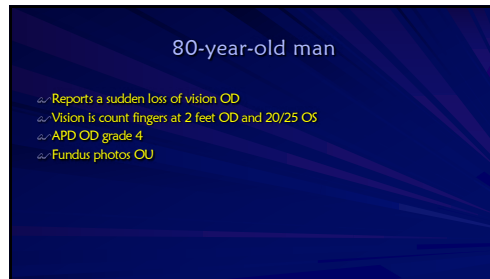 80-year-old man
Reports a sudden loss of vision OD
Vision is count fingers at 2 feet OD and 20/25 OS
APD OD grade 4
Fundus photos OU